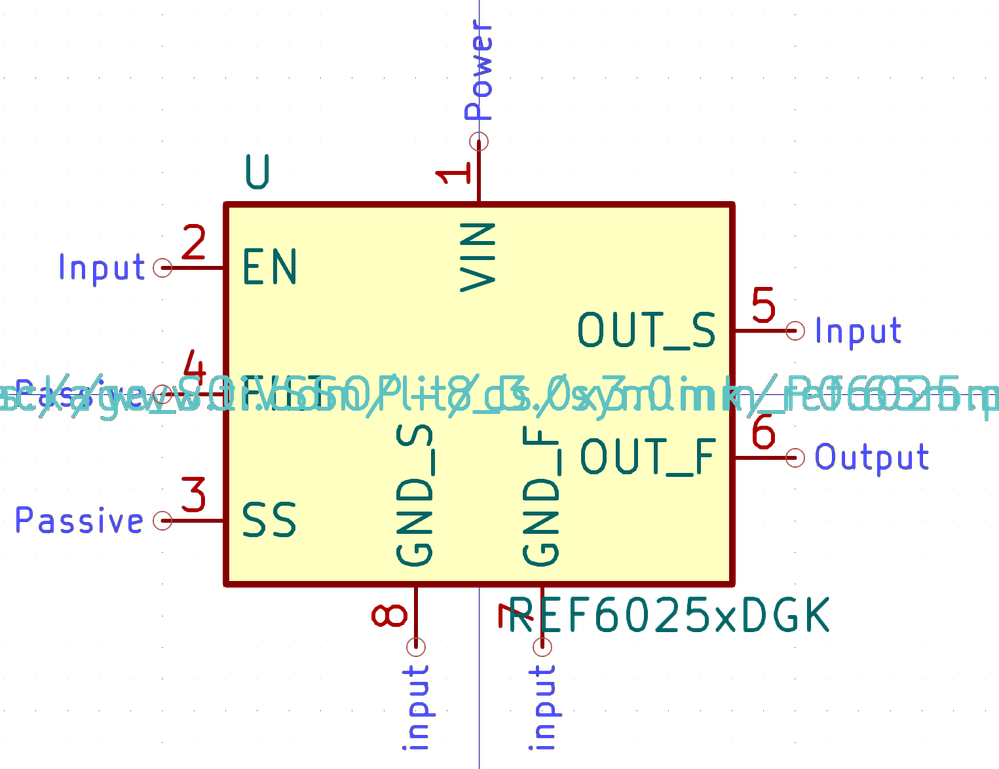 Power
1
U
VIN
2
Input
EN
5
OUT_S
Input
4
Passive
FILT
6
OUT_F
Output
3
Passive
SS
GND_S
GND_F
8
7
REF6025xDGK
input
input